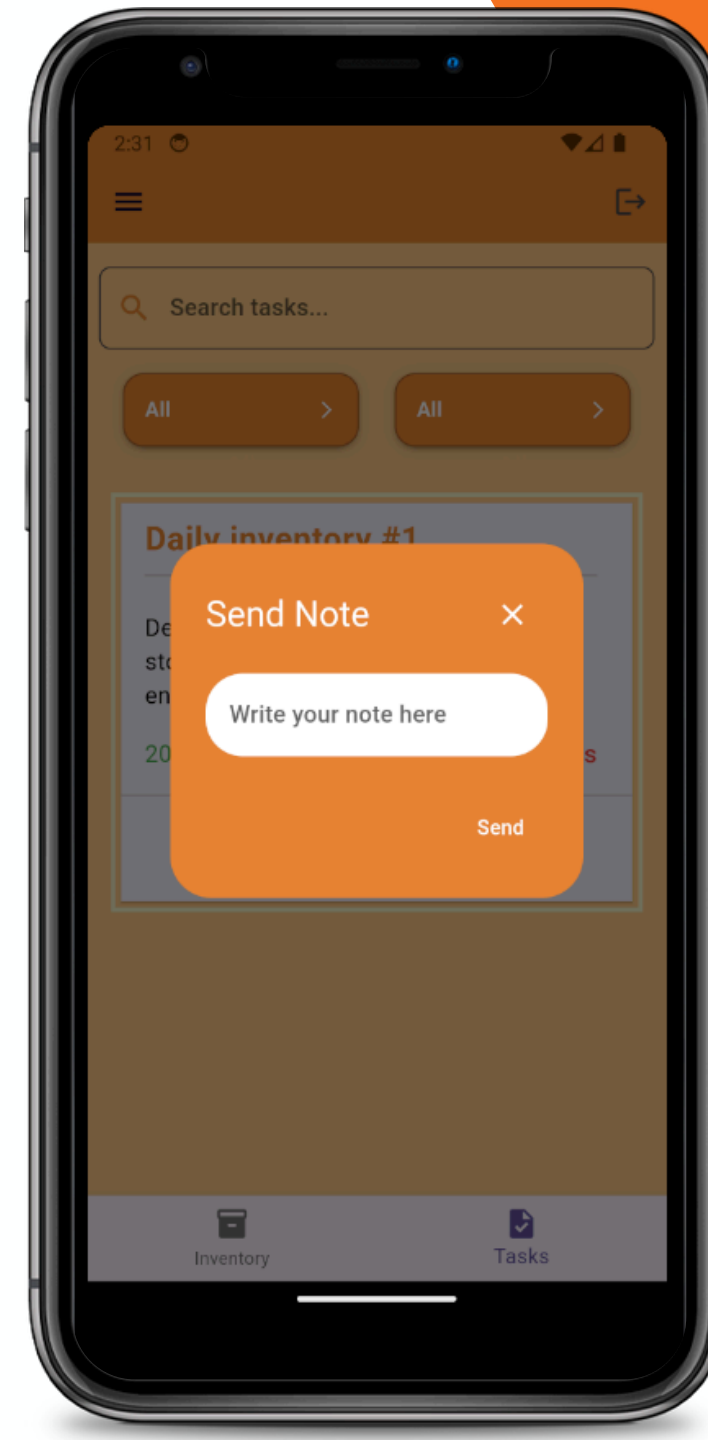 2:31
Search tasks...
All
All
Daily inventory #1
Send Note
Write your note here
Send
Inventory
Tasks